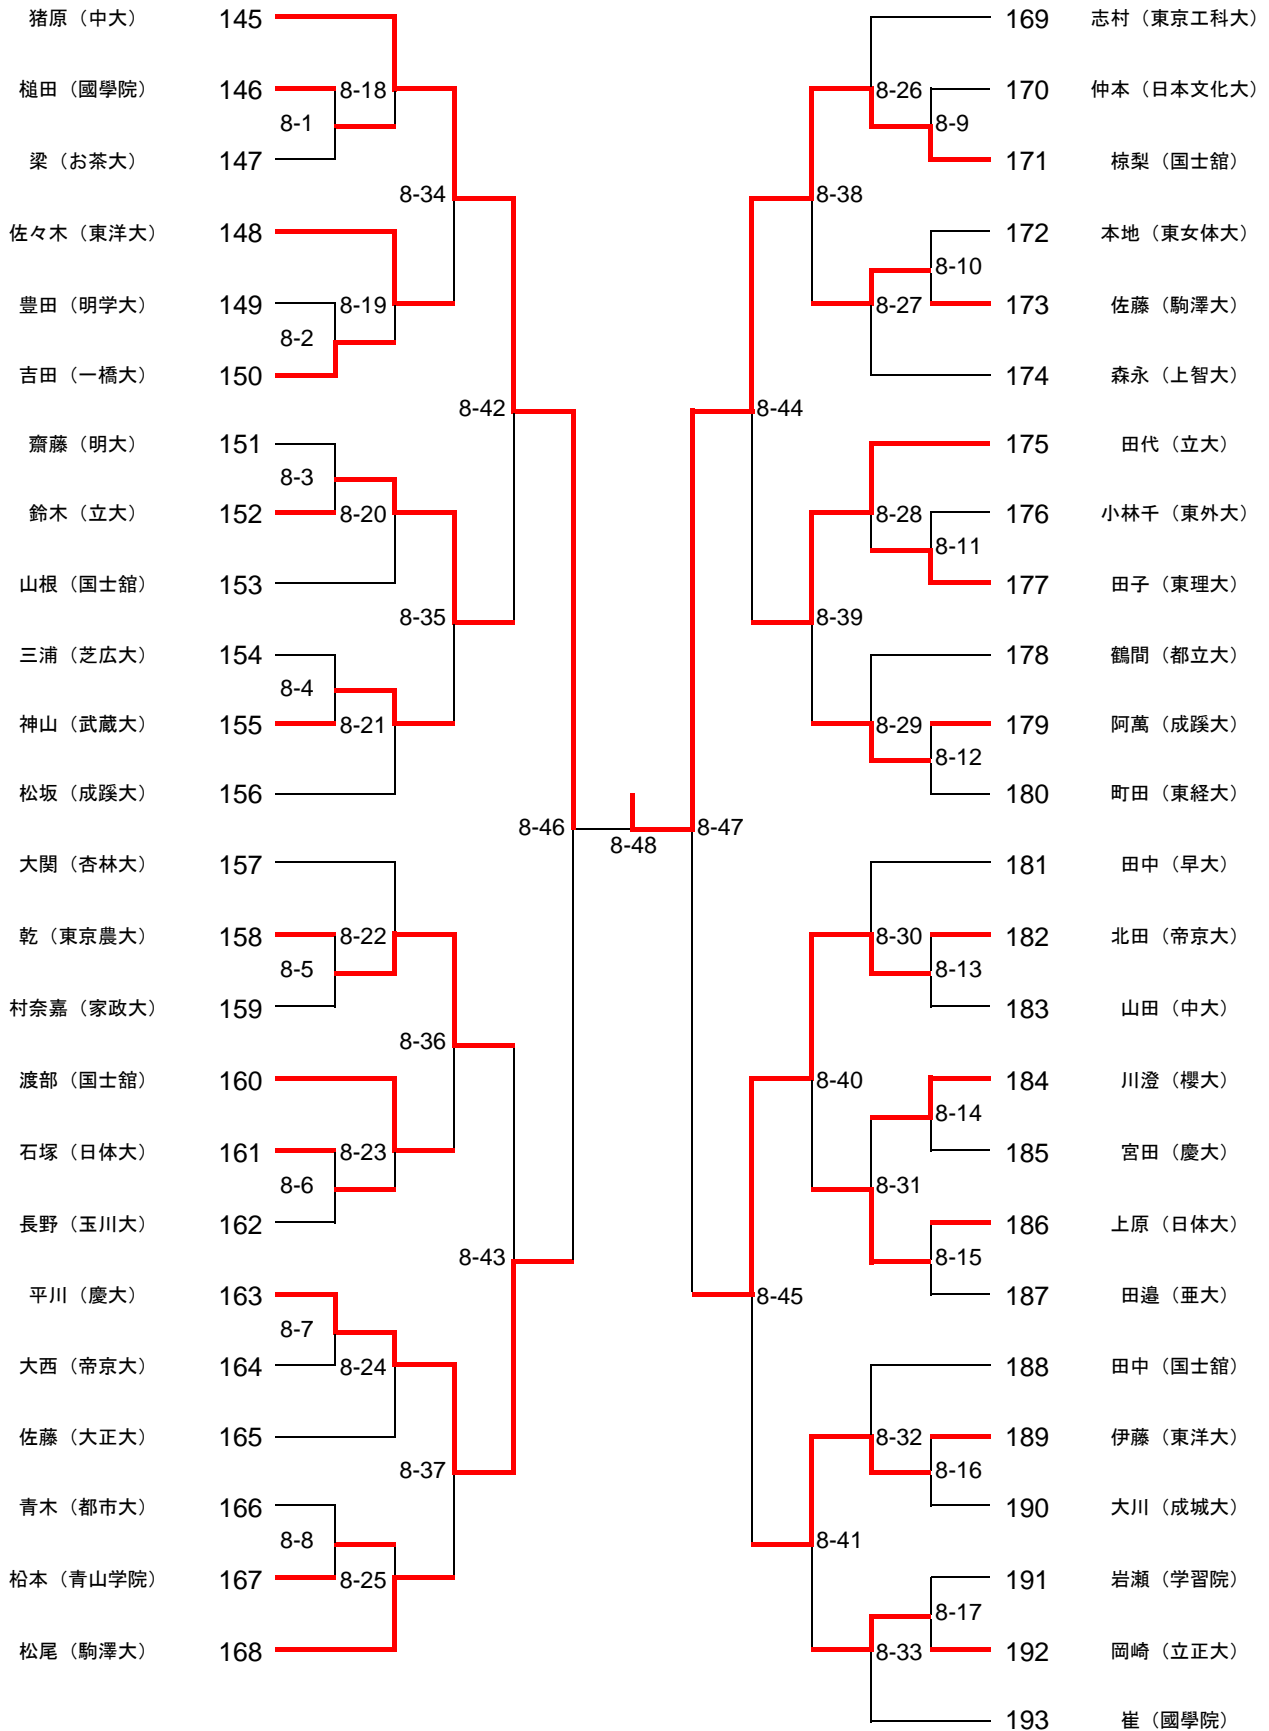 猪原（中大） 145
槌田（國學院） 146
8-18
8-1
梁（お茶大） 147
8-34
佐々木（東洋大） 148
豊田（明学大） 149
8-19
8-2
吉田（一橋大） 150
8-42
齋藤（明大） 151
8-3
鈴木（立大） 152
8-20
山根（国士舘） 153
8-35
三浦（芝広大） 154
8-4
神山（武蔵大） 155
8-21
松坂（成蹊大） 156
8-46
大関（杏林大） 157
乾（東京農大） 158
8-22
8-5
村奈嘉（家政大） 159
8-36
渡部（国士舘） 160
石塚（日体大） 161
8-23
8-6
長野（玉川大） 162
8-43
平川（慶大） 163
8-7
大西（帝京大） 164
8-24
佐藤（大正大） 165
8-37
青木（都市大） 166
8-8
松本（青山学院） 167
8-25
松尾（駒澤大） 168
8-48
169 志村（東京工科大）
8-26
170 仲本（日本文化大）
8-9
171 椋梨（国士舘）
8-38
172 本地（東女体大）
8-10
8-27
173 佐藤（駒澤大）
174 森永（上智大）
8-44
175 田代（立大）
8-28
176 小林千（東外大）
8-11
177 田子（東理大）
8-39
178 鶴間（都立大）
8-29
179 阿萬（成蹊大）
8-12
180 町田（東経大）
8-47
181 田中（早大）
8-30
182 北田（帝京大）
8-13
183 山田（中大）
8-40
184 川澄（櫻大）
8-14
185 宮田（慶大）
8-31
186 上原（日体大）
8-15
187 田邉（亜大）
8-45
188 田中（国士舘）
8-32
189 伊藤（東洋大）
8-16
190 大川（成城大）
8-41
191 岩瀬（学習院）
8-17
8-33
192 岡崎（立正大）
193 崔（國學院）